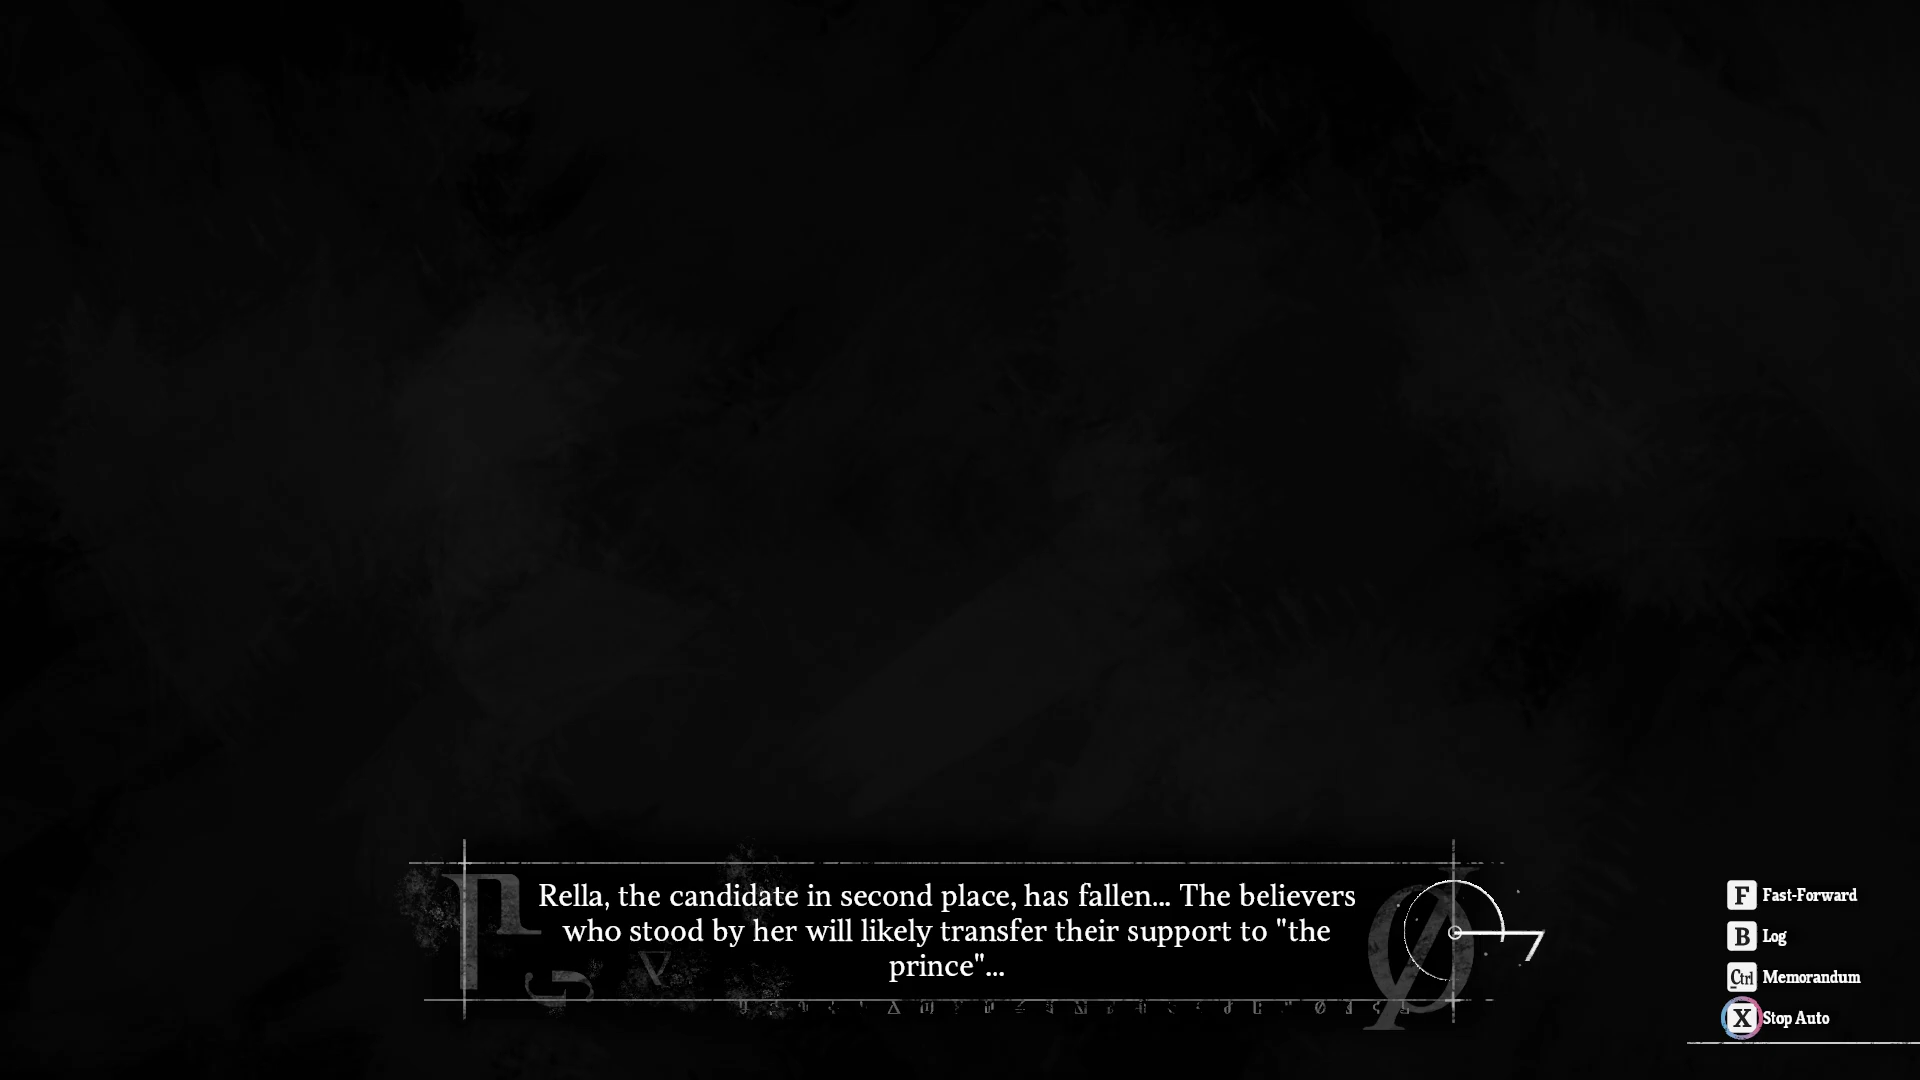 Rella, the candidate in second place, has fallen... The believers
who stood by her will likely transfer their support to "the
prince"...
F Fast-Forward
B Log
Ctrl Memorandum
X Stop Auto